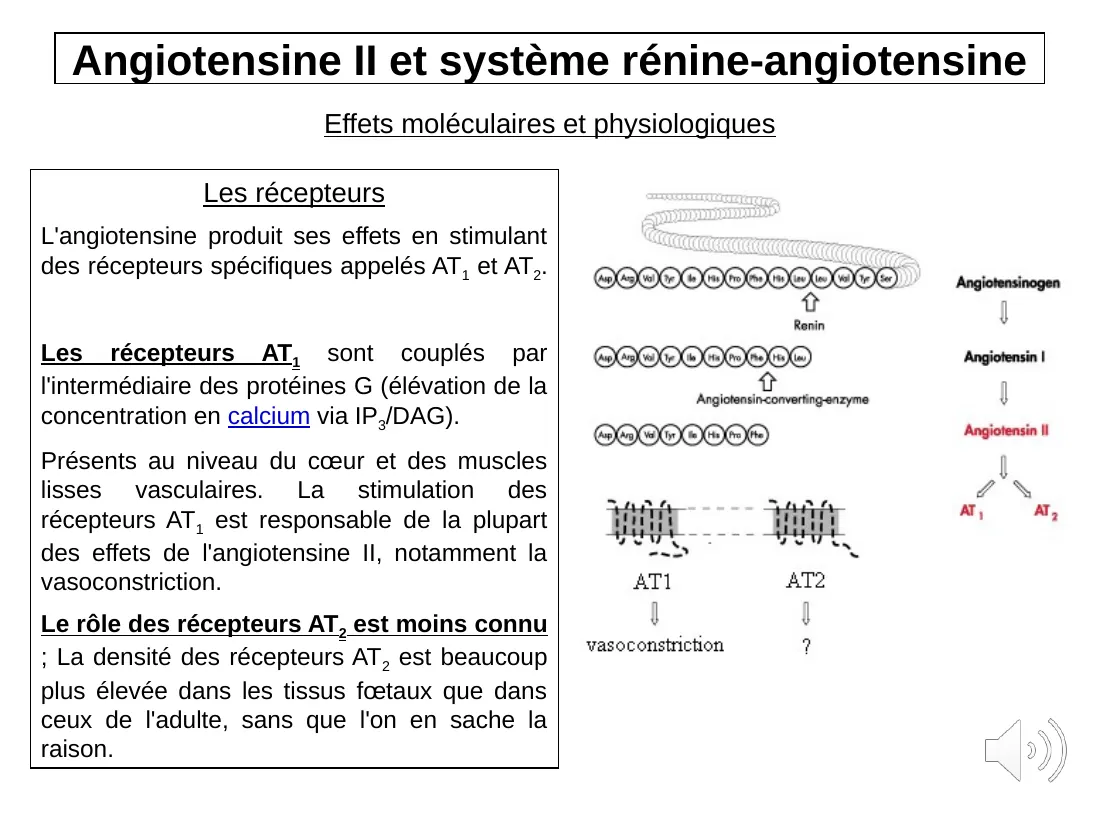 Angiotensine II et système rénine-angiotensine
Effets moléculaires et physiologiques
Les récepteurs
L'angiotensine produit ses effets en stimulant
des récepteurs spécifiques appelés AT1 et AT2.
Les récepteurs AT1 sont couplés par
l'intermédiaire des protéines G (élévation de la
concentration en calcium via IP3/DAG).
Présents au niveau du cœur et des muscles
lisses vasculaires. La stimulation des
récepteurs AT1 est responsable de la plupart
des effets de l'angiotensine II, notamment la
vasoconstriction.
Le rôle des récepteurs AT2 est moins connu
; La densité des récepteurs AT2 est beaucoup
plus élevée dans les tissus fœtaux que dans
ceux de l'adulte, sans que l'on en sache la
raison.
Asp Arg Val Tyr Ile His Pro Phe His Leu Leu Val Tyr Ser
Angiotensinogen
Renin
Asp Arg Val Tyr Ile His Pro Phe His Leu
Angiotensin I
Angiotensin-converting-enzyme
Asp Arg Val Tyr Ile His Pro Phe
Angiotensin II
AT1 AT2
AT1 AT2
vasoconstriction ?